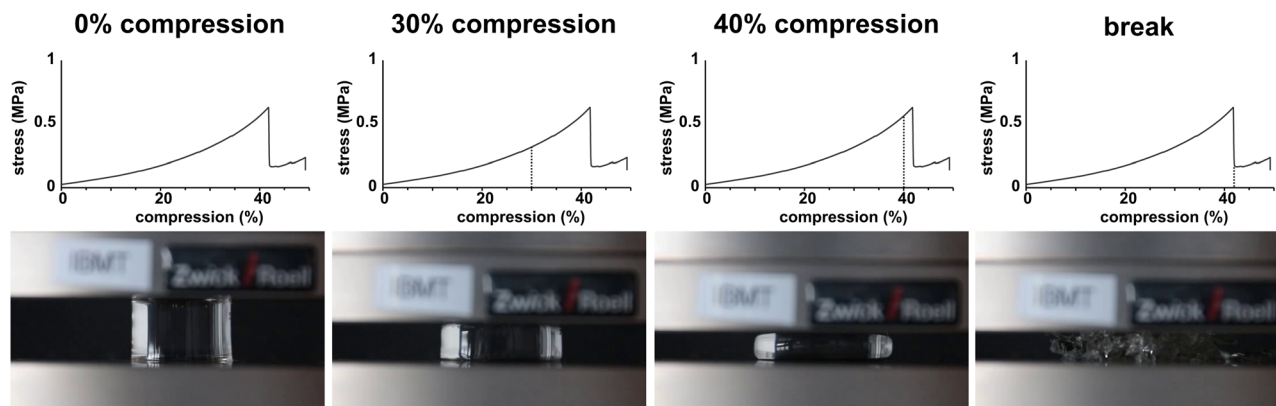 0% compression
30% compression
40% compression
break
stress (MPa)
1
0.5
0
0
20
40
compression (%)
stress (MPa)
1
0.5
0
0
20
40
compression (%)
stress (MPa)
1
0.5
0
0
20
40
compression (%)
stress (MPa)
1
0.5
0
0
20
40
compression (%)
IBMT
Zwick Roell
IBMT
Zwick Roell
IBMT
Zwick Roell
IBMT
Zwick Roell